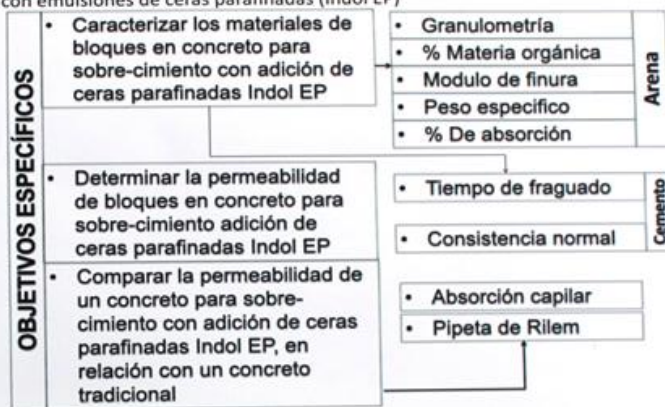 con emulsiones de ceras parafinadas (Indol EP)
OBJETIVOS ESPECÍFICOS
• Caracterizar los materiales de
bloques en concreto para
sobre-cimiento con adición de
ceras parafinadas Indol EP
• Granulometría
• % Materia orgánica
• Modulo de finura
• Peso especifico
• % De absorción
Arena
• Determinar la permeabilidad
de bloques en concreto para
sobre-cimiento adición de
ceras parafinadas Indol EP
• Tiempo de fraguado
• Consistencia normal
Cemento
• Comparar la permeabilidad de
un concreto para sobre-
cimiento con adición de ceras
parafinadas Indol EP, en
relación con un concreto
tradicional
• Absorción capilar
• Pipeta de Rilem